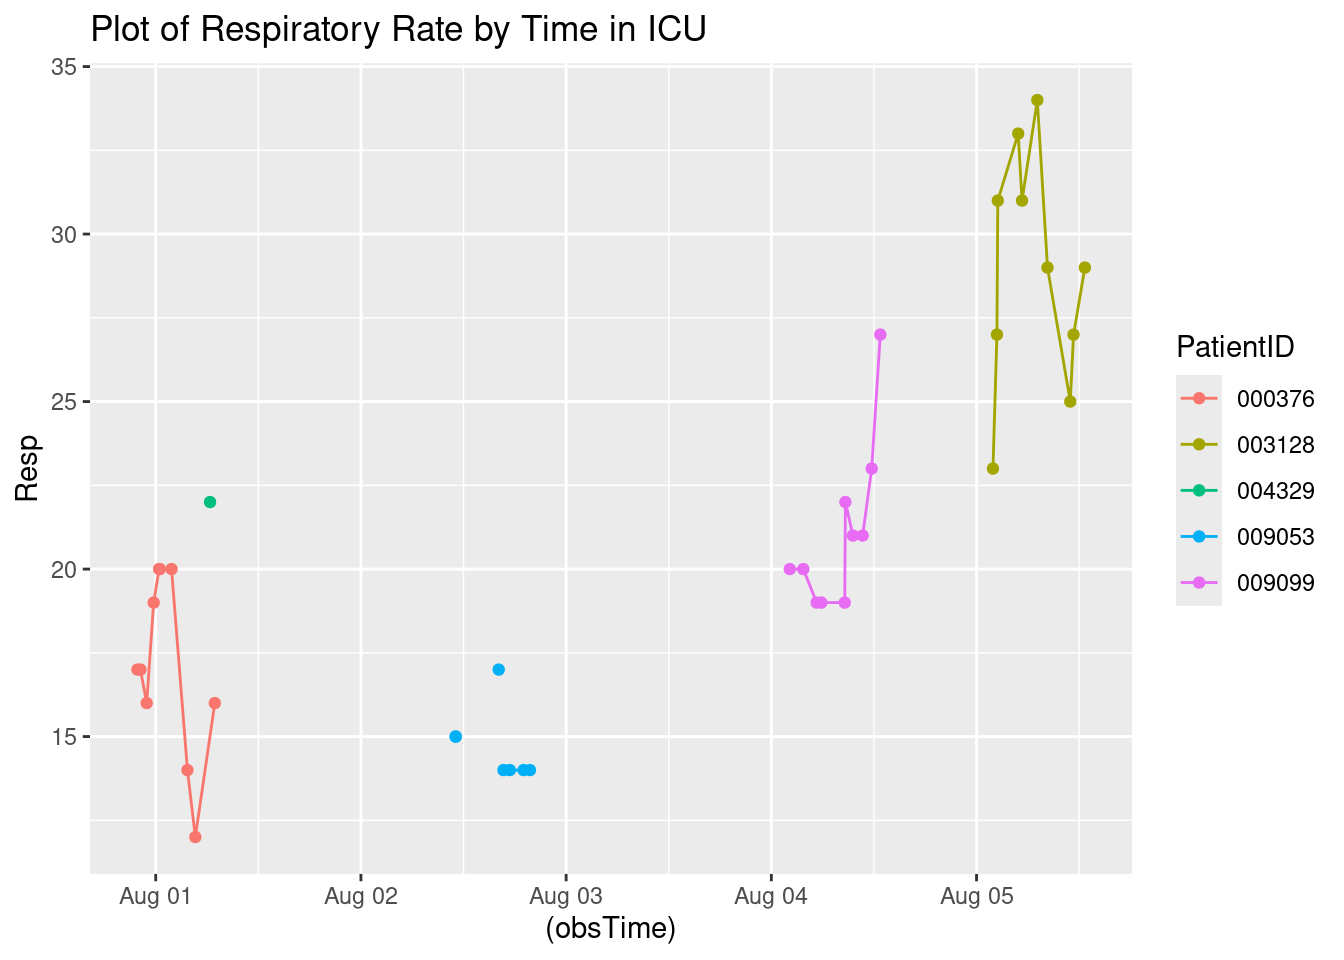 Plot of Respiratory Rate by Time in ICU
35
30
25
20
15
Resp
Aug 01
Aug 02
Aug 03
Aug 04
Aug 05
(obsTime)
PatientID
000376
003128
004329
009053
009099